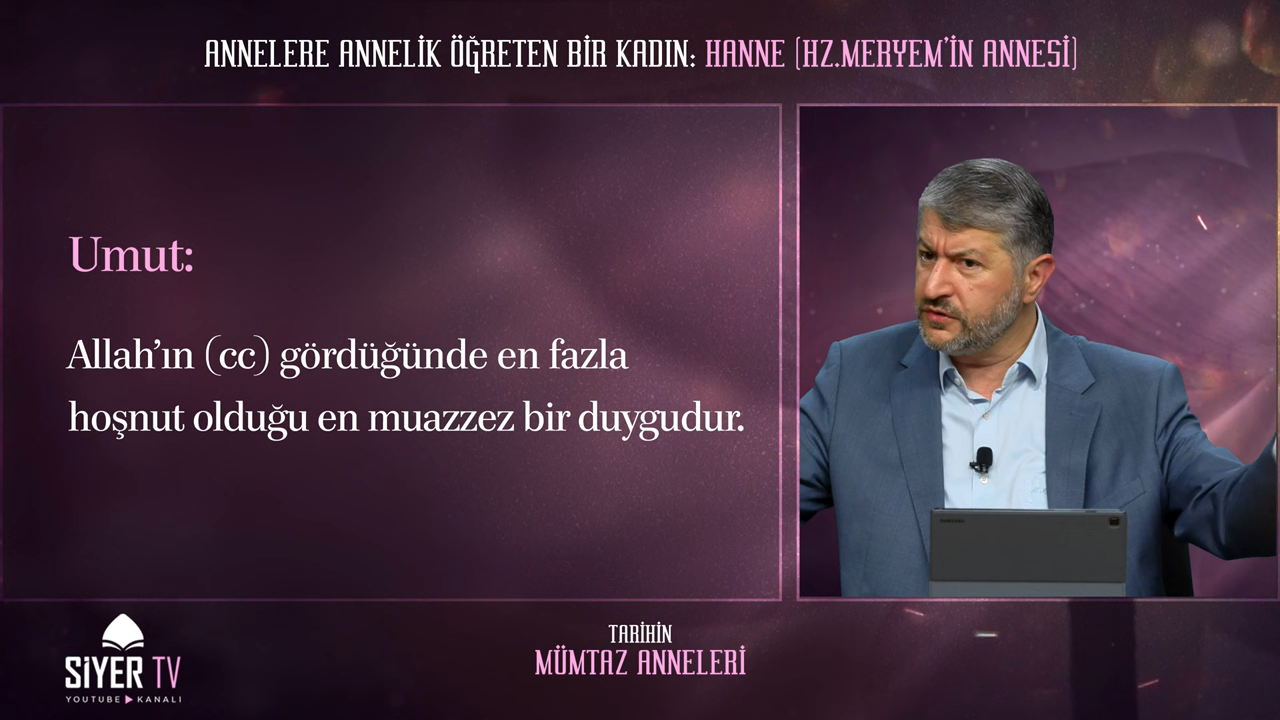 ANNELERE ANNELİK ÖĞRETEN BİR KADIN: HANNE (HZ.MERYEM'İN ANNESİ)
Umut:
Allah’ın (cc) gördüğünde en fazla
hoşnut olduğu en muazzez bir duygudur.
SAMSUNG
SİYER TV
YOUTUBE KANALI
TARİHİN
MÜMTAZ ANNELERİ